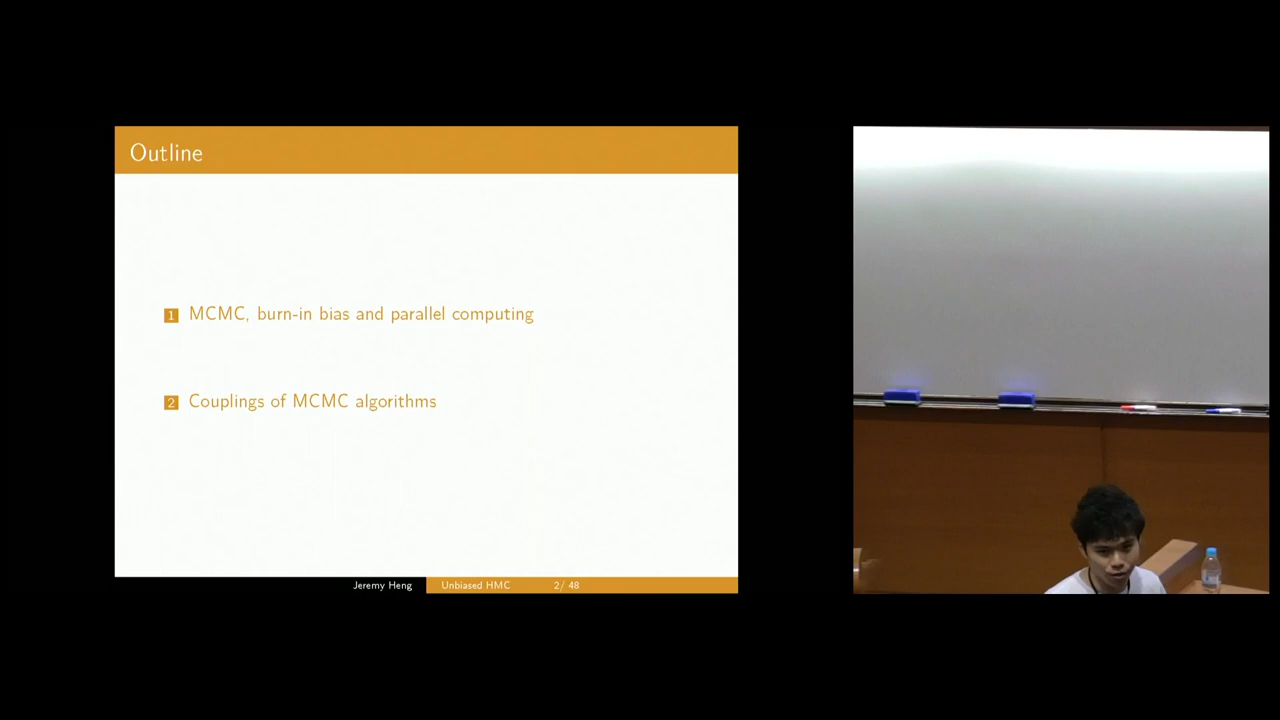 Outline
1 MCMC, burn-in bias and parallel computing
2 Couplings of MCMC algorithms
Jeremy Heng Unbiased HMC 2/ 48